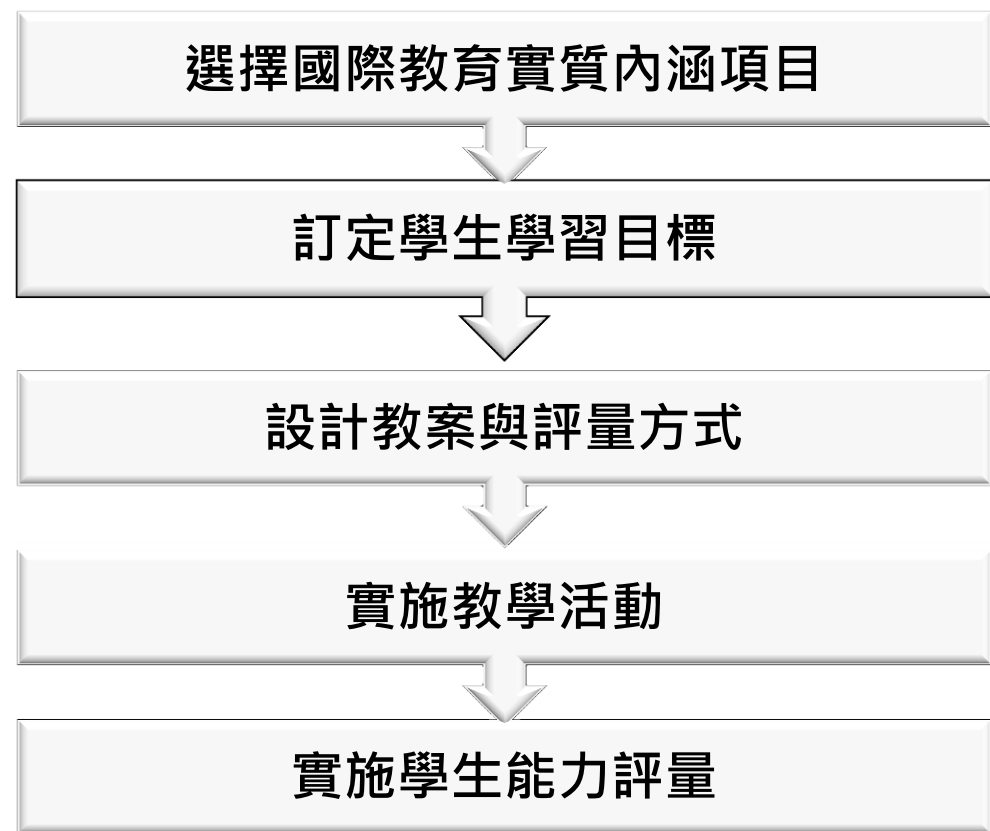 選擇國際教育實質內涵項目
訂定學生學習目標
設計教案與評量方式
實施教學活動
實施學生能力評量